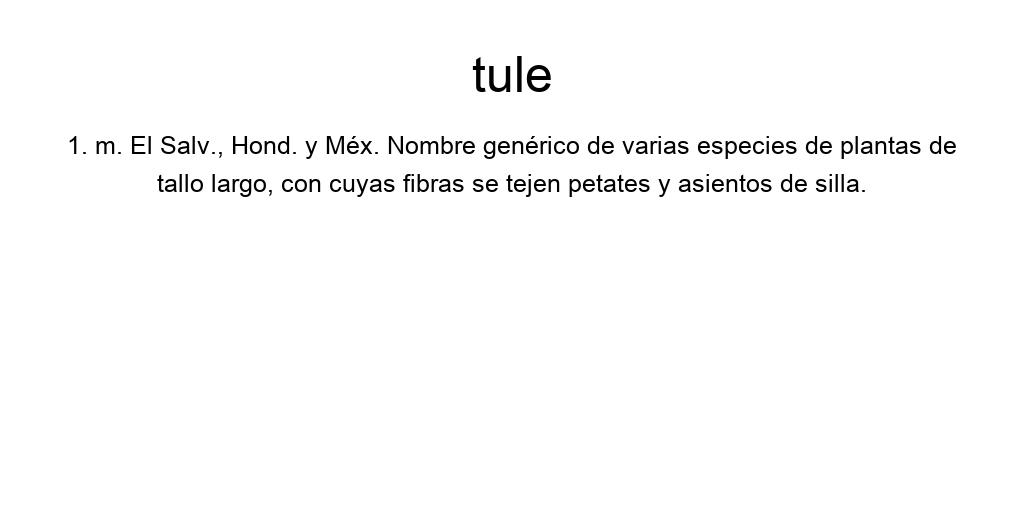 tule
1. m. El Salv., Hond. y Méx. Nombre genérico de varias especies de plantas de
tallo largo, con cuyas fibras se tejen petates y asientos de silla.